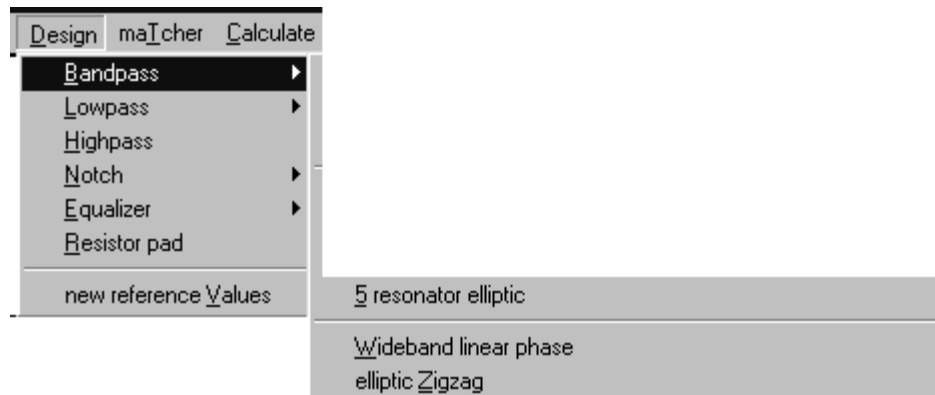 Design maTcher Calculate
Bandpass
Lowpass
Highpass
Notch
Equalizer
Resistor pad
new reference Values
5 resonator elliptic
Wideband linear phase
elliptic Zigzag